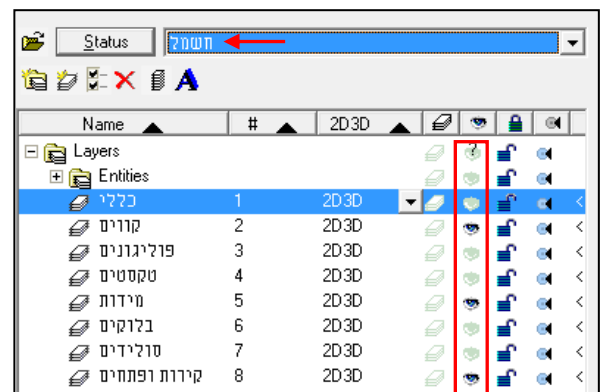 Status חשמל
A
Name # 2D3D
Layers ?
Entities
כללי 1 2D3D <
קווים 2 2D3D <
פוליגונים 3 2D3D <
טקסטים 4 2D3D <
מידות 5 2D3D <
בלוקים 6 2D3D <
סולידים 7 2D3D <
קירות ופתחים 8 2D3D <